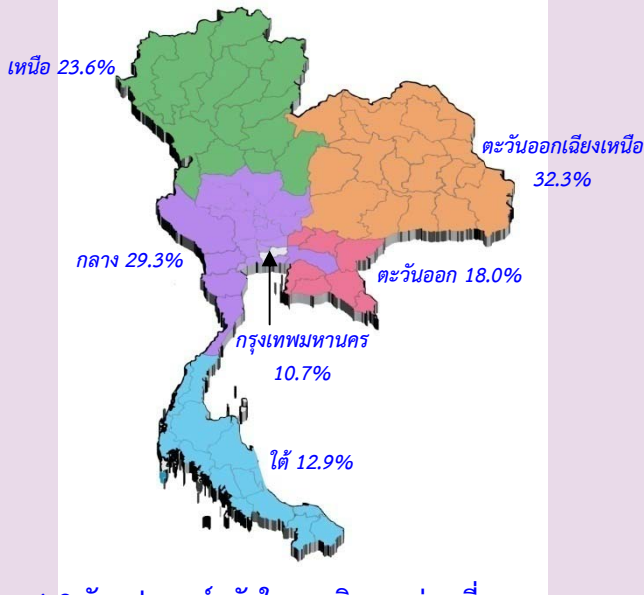 เหนือ 23.6%
ตะวันออกเฉียงเหนือ
32.3%
กลาง 29.3%
ตะวันออก 18.0%
กรุงเทพมหานคร
10.7%
ใต้ 12.9%